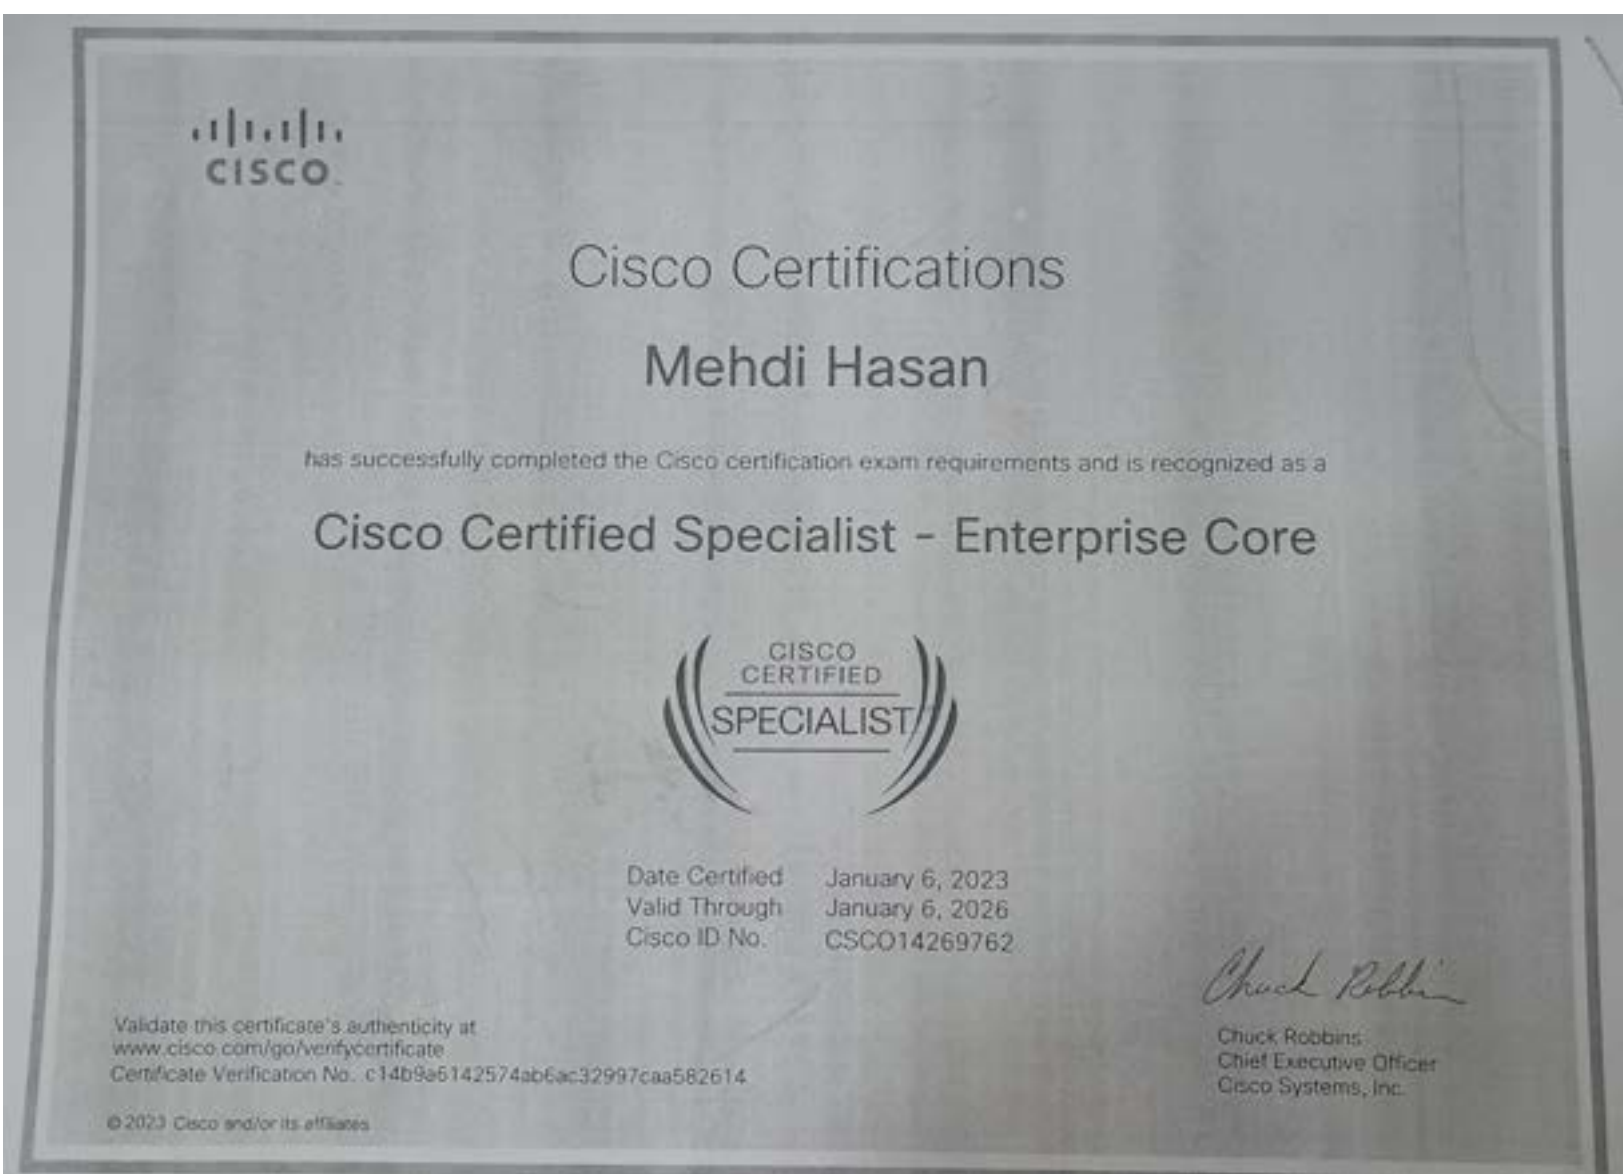 CISCO
Cisco Certifications
Mehdi Hasan
has successfully completed the Cisco certification exam requirements and is recognized as a
Cisco Certified Specialist - Enterprise Core
CISCO
CERTIFIED
SPECIALIST
Date Certified January 6, 2023
Valid Through January 6, 2026
Cisco ID No. CSCO14269762
Chuck Robbins
Validate this certificate's authenticity at
www.cisco.com/go/verifycertificate
Certificate Verification No. c14b9a6142574ab6ac32997caa582614
© 2023 Cisco and/or its affiliates
Chuck Robbins
Chief Executive Officer
Cisco Systems, Inc.